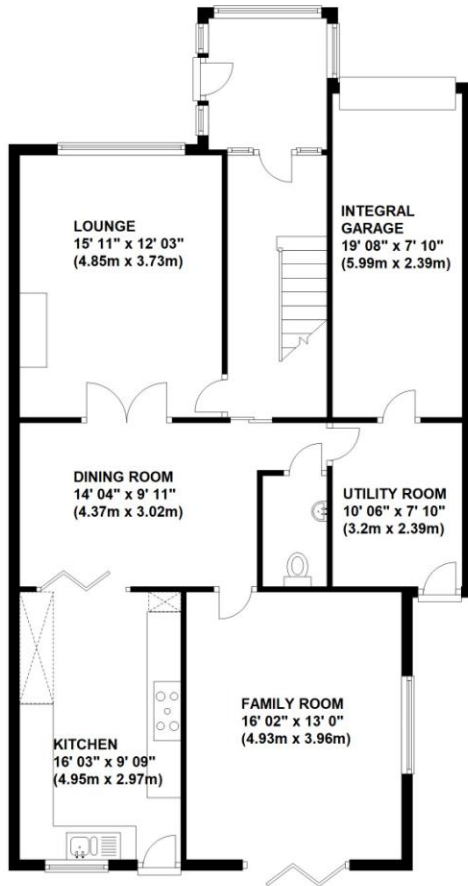 LOUNGE
15' 11" x 12' 03"
(4.85m x 3.73m)
INTEGRAL
GARAGE
19' 08" x 7' 10"
(5.99m x 2.39m)
DINING ROOM
14' 04" x 9' 11"
(4.37m x 3.02m)
UTILITY ROOM
10' 06" x 7' 10"
(3.2m x 2.39m)
KITCHEN
16' 03" x 9' 09"
(4.95m x 2.97m)
FAMILY ROOM
16' 02" x 13' 0"
(4.93m x 3.96m)